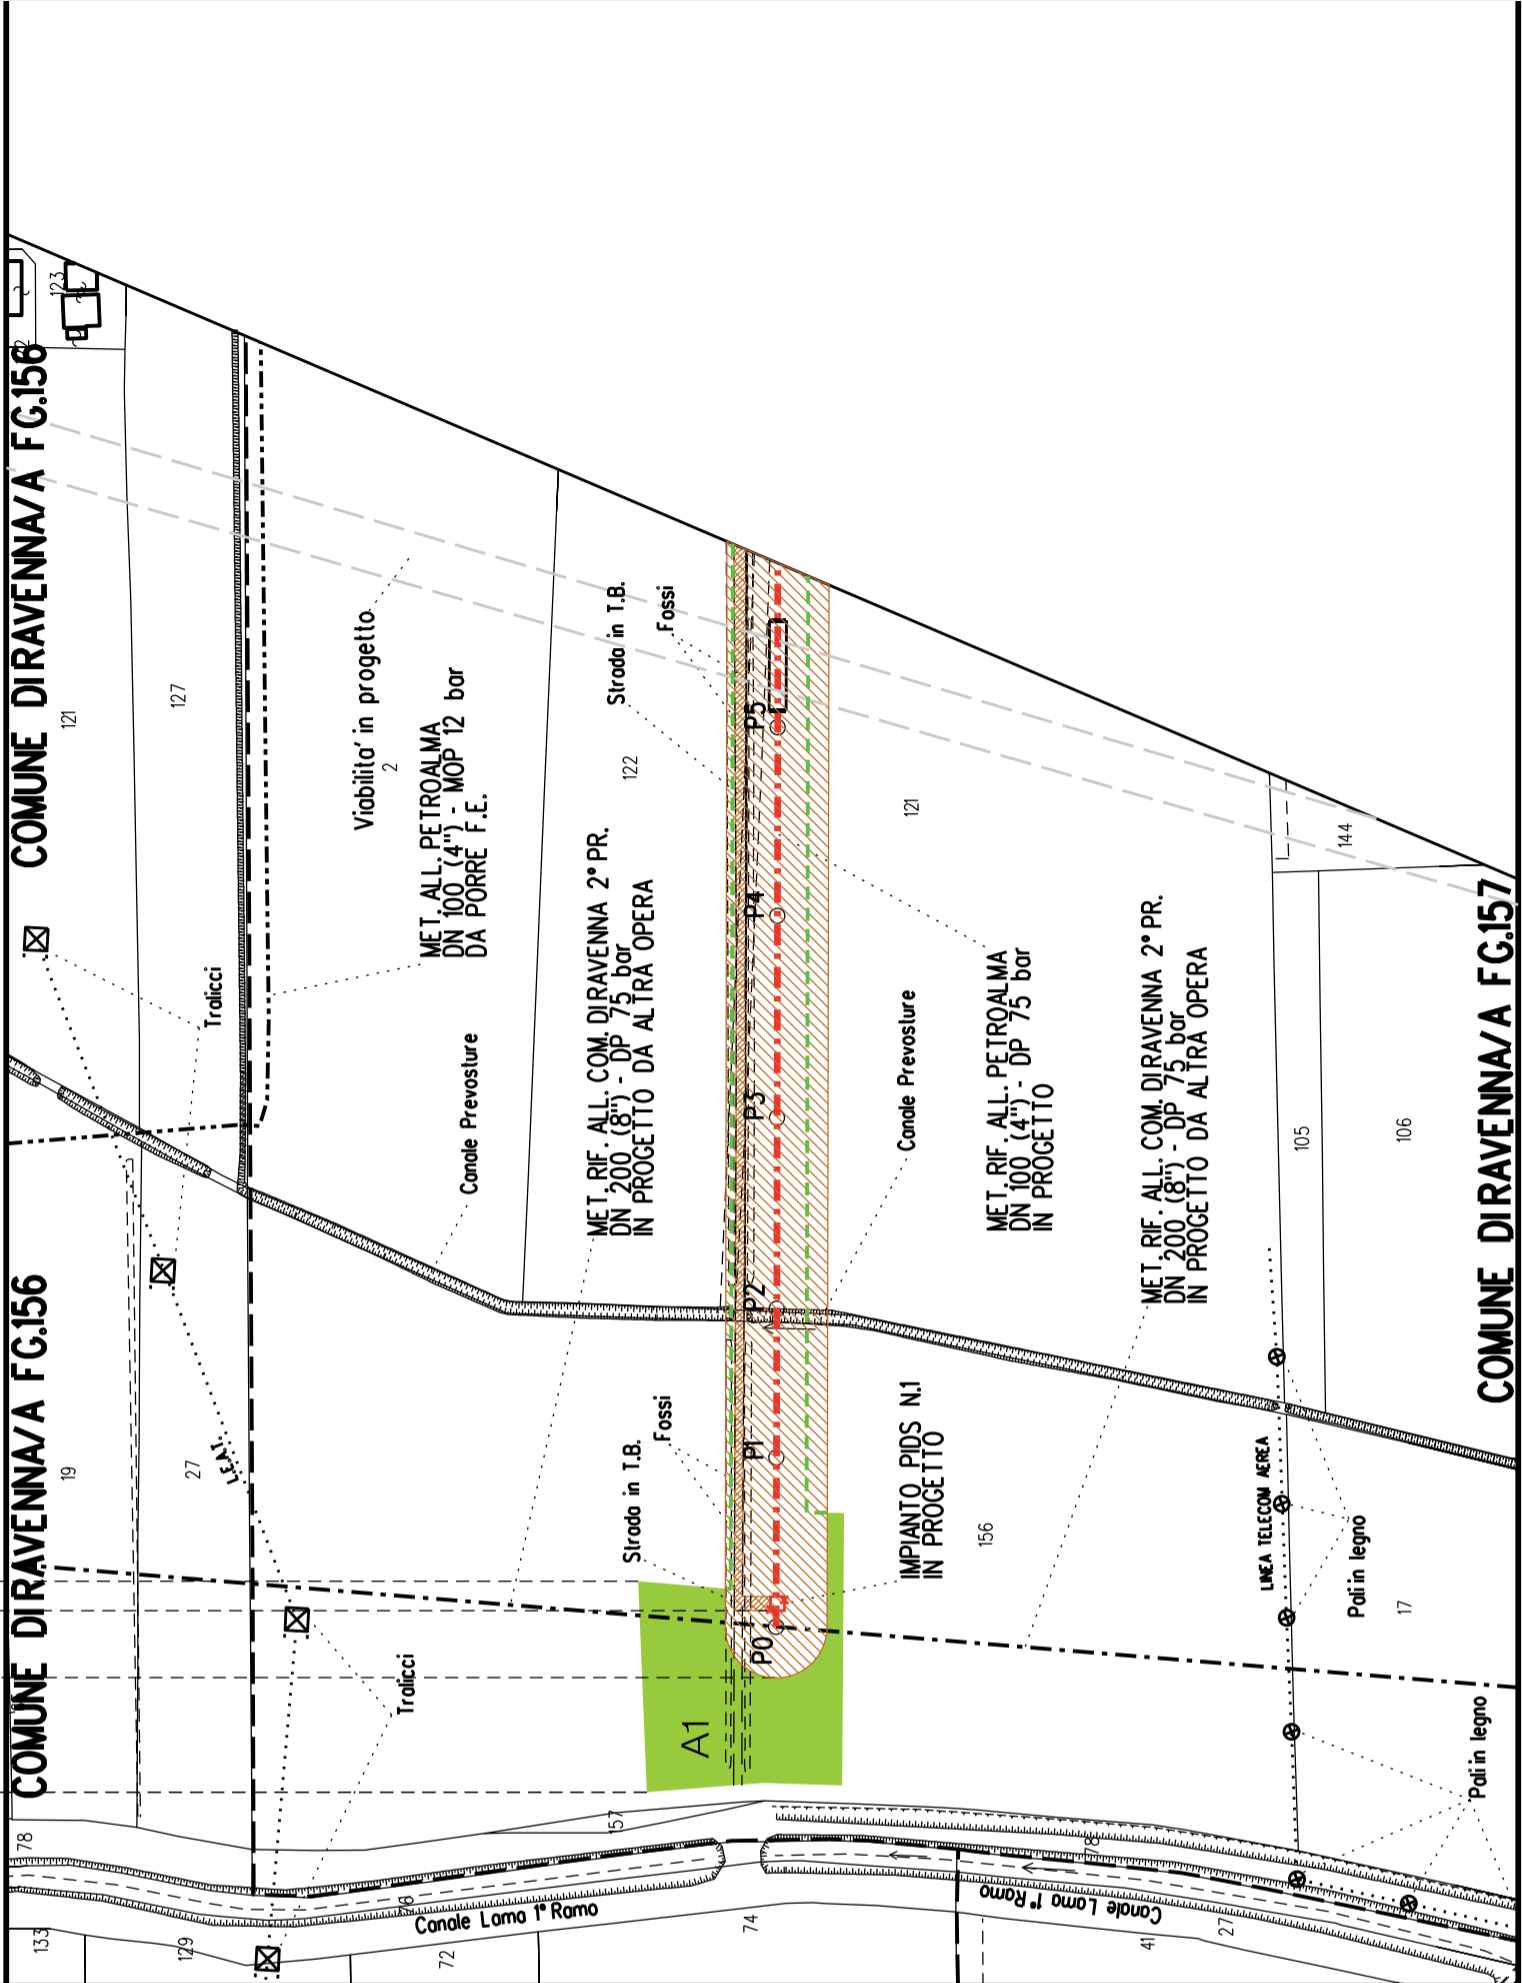 COMUNE DI RAVENNA/A FG.156
COMUNE DI RAVENNA/A FG.156
COMUNE DI RAVENNA/A FG.157
123
121
127
Viabilita' in progetto
2
MET. ALL. PETROALMA
DN 100 (4") - MOP 12 bar
DA PORRE F.E.
Tralicci
Canale Prevosture
122
Strada in T.B.
Fossi
MET. RIF. ALL. COM. DI RAVENNA 2° PR.
DN 200 (8") - DP 75 bar
IN PROGETTO DA ALTRA OPERA
P5
P4
P3
P2
P1
P0
121
Canale Prevosture
MET. RIF. ALL. PETROALMA
DN 100 (4") - DP 75 bar
IN PROGETTO
MET. RIF. ALL. COM. DI RAVENNA 2° PR.
DN 200 (8") - DP 75 bar
IN PROGETTO DA ALTRA OPERA
144
105
106
19
27
L.E.A.T.
Tralicci
Strada in T.B.
Fossi
A1
IMPIANTO PIDS N.1
IN PROGETTO
156
LINEA TELECOM AEREA
Pali in legno
17
Pali in legno
78
157
78
76
Canale Lama 1° Ramo
Canale Lama 1° Ramo
133
129
72
74
41
27